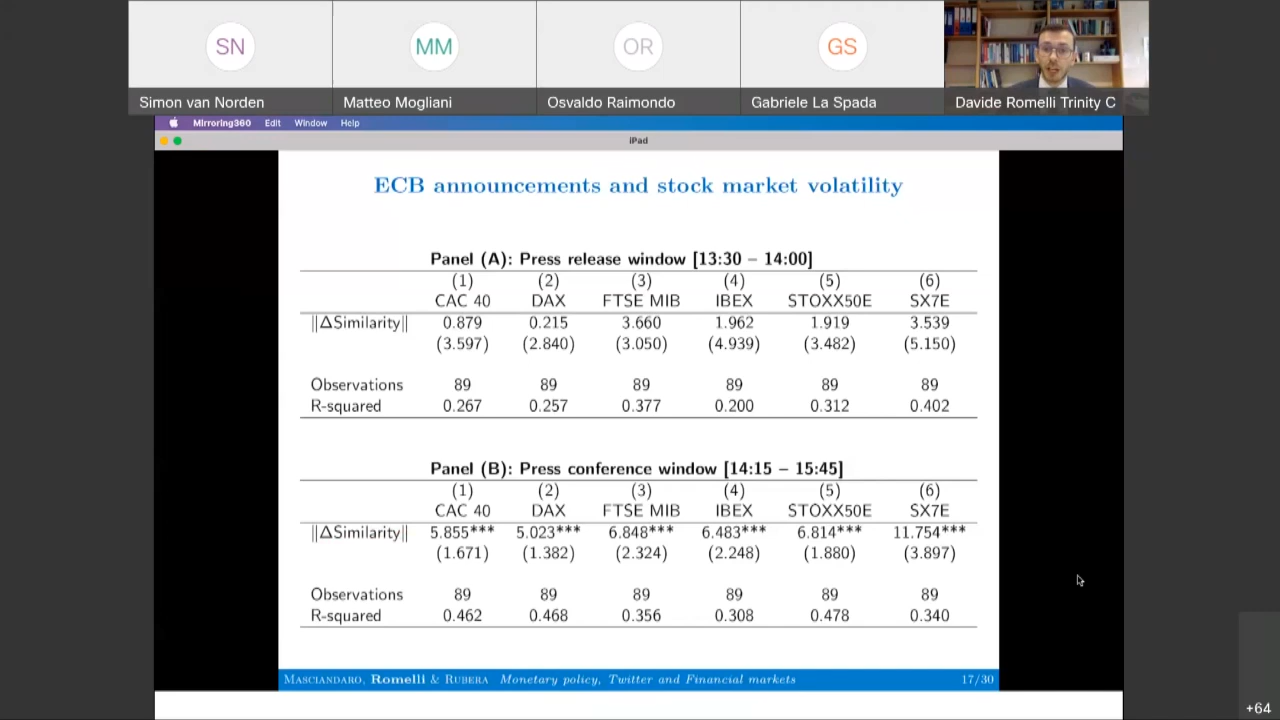 SN MM OR GS
Simon van Norden Matteo Mogliani Osvaldo Raimondo Gabriele La Spada Davide Romelli Trinity C
Mirroring360 Edit Window Help
iPad
ECB announcements and stock market volatility
Panel (A): Press release window [13:30 – 14:00]
(1) (2) (3) (4) (5) (6)
CAC 40 DAX FTSE MIB IBEX STOXX50E SX7E
||ΔSimilarity|| 0.879 0.215 3.660 1.962 1.919 3.539
(3.597) (2.840) (3.050) (4.939) (3.482) (5.150)
Observations 89 89 89 89 89 89
R-squared 0.267 0.257 0.377 0.200 0.312 0.402
Panel (B): Press conference window [14:15 – 15:45]
(1) (2) (3) (4) (5) (6)
CAC 40 DAX FTSE MIB IBEX STOXX50E SX7E
||ΔSimilarity|| 5.855*** 5.023*** 6.848*** 6.483*** 6.814*** 11.754***
(1.671) (1.382) (2.324) (2.248) (1.880) (3.897)
Observations 89 89 89 89 89 89
R-squared 0.462 0.468 0.356 0.308 0.478 0.340
Masciandaro, Romelli & Rubera Monetary policy, Twitter and Financial markets 17/30
+64